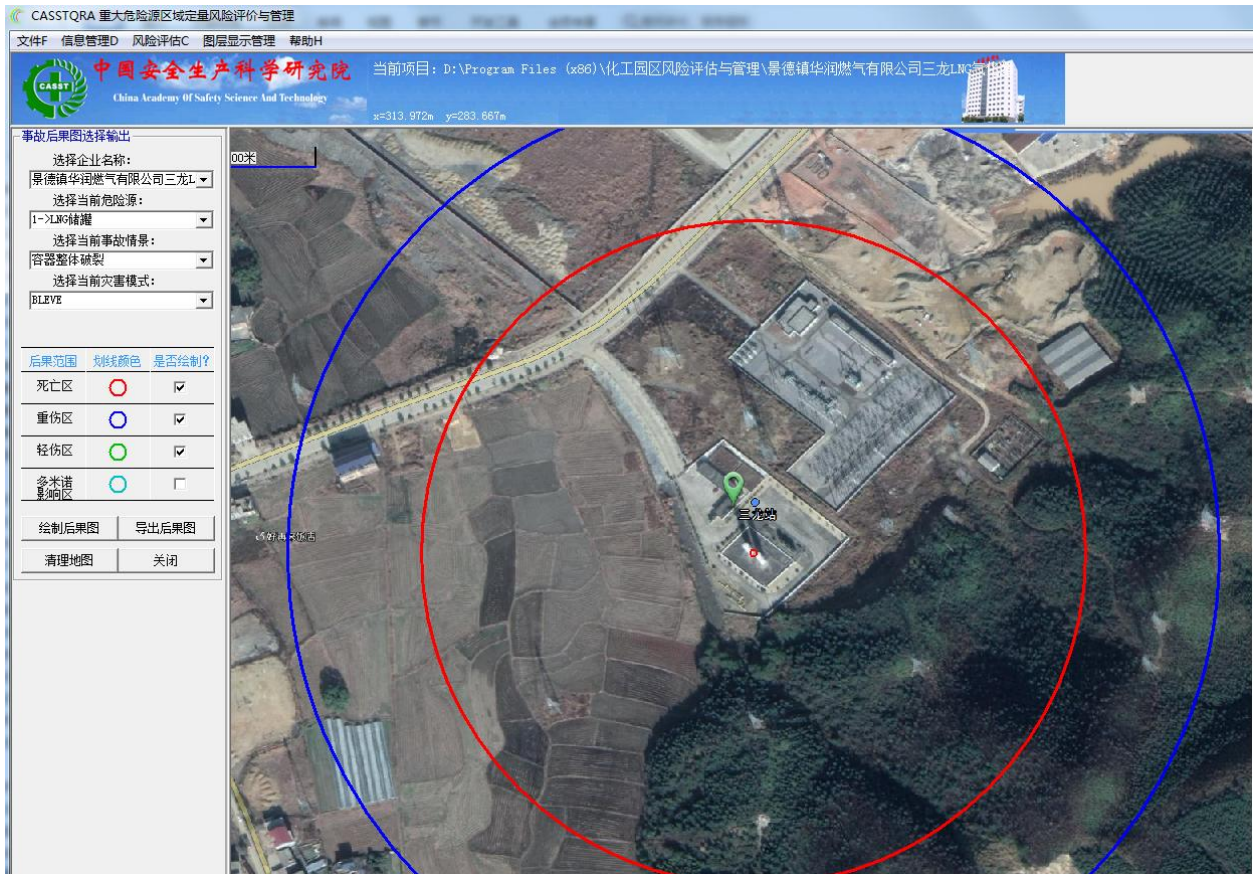 CASSTQRA 重大危险源区域定量风险评价与管理
文件F 信息管理D 风险评估C 图层显示管理 帮助H
CASST
中国安全生产科学研究院
China Academy Of Safety Science And Technology
当前项目: D:\Program Files (x86)\化工园区风险评估与管理\景德镇华润燃气有限公司三龙LNG
x=313.972m y=283.667m
事故后果图选择输出
选择企业名称:
景德镇华润燃气有限公司三龙L
选择当前危险源:
1->LNG储罐
选择当前事故情景:
容器整体破裂
选择当前灾害模式:
BLEVE
后果范围 划线颜色 是否绘制?
死亡区
重伤区
轻伤区
多米诺
影响区
绘制后果图 导出后果图
清理地图 关闭
00米
三龙站